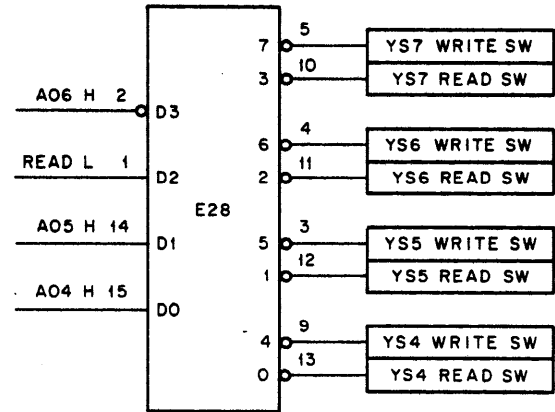 5
7 YS7 WRITE SW
10
3 YS7 READ SW
A06 H 2 D3
4
6 YS6 WRITE SW
11
READ L 1 D2 2 YS6 READ SW
E28
3
A05 H 14 D1 5 YS5 WRITE SW
12
1 YS5 READ SW
A04 H 15 D0
9
4 YS4 WRITE SW
13
0 YS4 READ SW